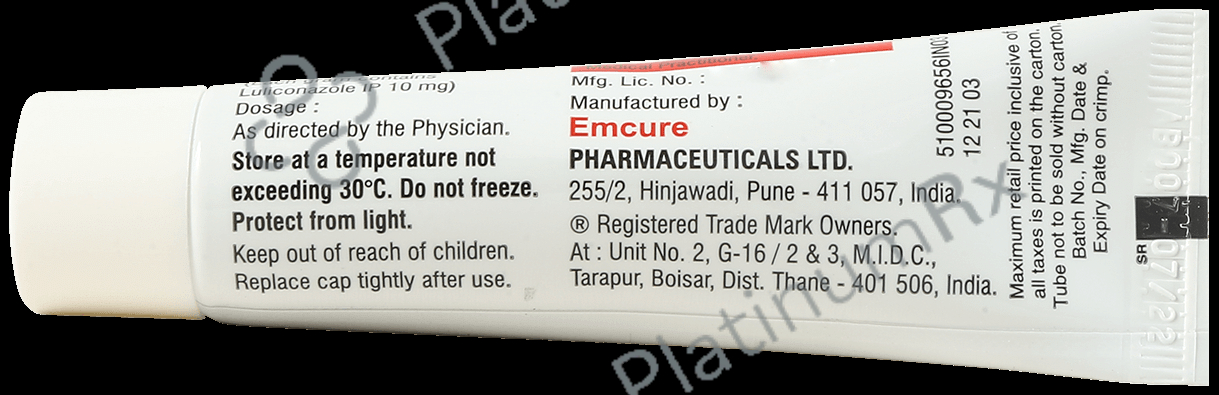 Luliconazole IP 10 mg)
Dosage :
As directed by the Physician.
Store at a temperature not
exceeding 30°C. Do not freeze.
Protect from light.
Keep out of reach of children.
Replace cap tightly after use.
Medical Practitioner.
Mfg. Lic. No. :
Manufactured by :
Emcure
PHARMACEUTICALS LTD.
255/2, Hinjawadi, Pune - 411 057, India.
® Registered Trade Mark Owners.
At : Unit No. 2, G-16 / 2 & 3, M.I.D.C.,
Tarapur, Boisar, Dist. Thane - 401 506, India.
510009656IN03
12 21 03
Maximum retail price inclusive of
all taxes is printed on the carton.
Tube not to be sold without carton.
Batch No., Mfg. Date &
Expiry Date on crimp.
SR
PlatinumRx